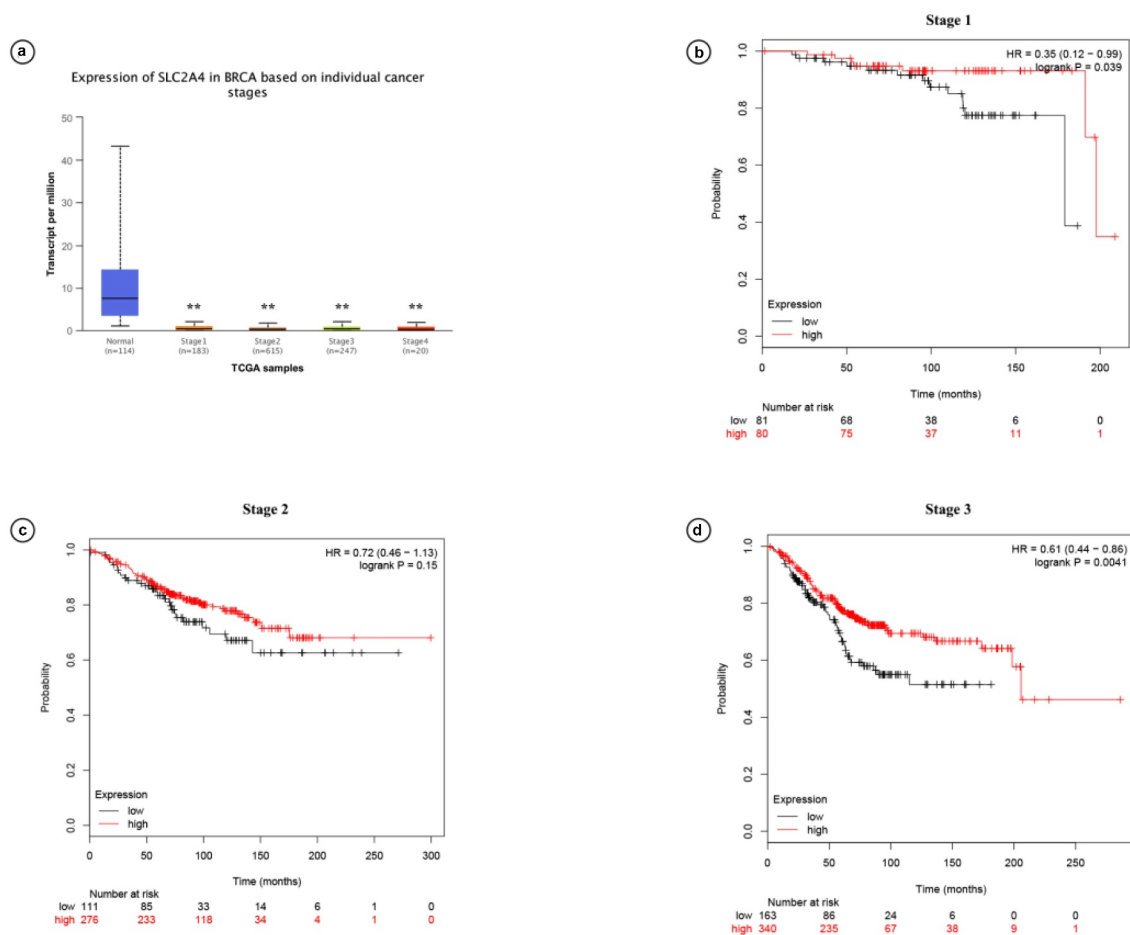 a
Expression of SLC2A4 in BRCA based on individual cancer
stages
Transcript per million
50
40
30
20
10
0
** ** ** **
Normal Stage1 Stage2 Stage3 Stage4
(n=114) (n=183) (n=615) (n=247) (n=20)
TCGA samples
Stage 1
b
HR = 0.35 (0.12 − 0.99)
logrank P = 0.039
Probability
1.0
0.8
0.6
0.4
0.2
0.0
Expression
low
high
0 50 100 150 200
Time (months)
Number at risk
low 81 68 38 6 0
high 80 75 37 11 1
Stage 2
c
HR = 0.72 (0.46 − 1.13)
logrank P = 0.15
Probability
1.0
0.8
0.6
0.4
0.2
0.0
Expression
low
high
0 50 100 150 200 250 300
Time (months)
Number at risk
low 111 85 33 14 6 1 0
high 276 233 118 34 4 1 0
Stage 3
d
HR = 0.61 (0.44 − 0.86)
logrank P = 0.0041
Probability
1.0
0.8
0.6
0.4
0.2
0.0
Expression
low
high
0 50 100 150 200 250
Time (months)
Number at risk
low 163 86 24 6 0 0
high 340 235 67 38 9 1